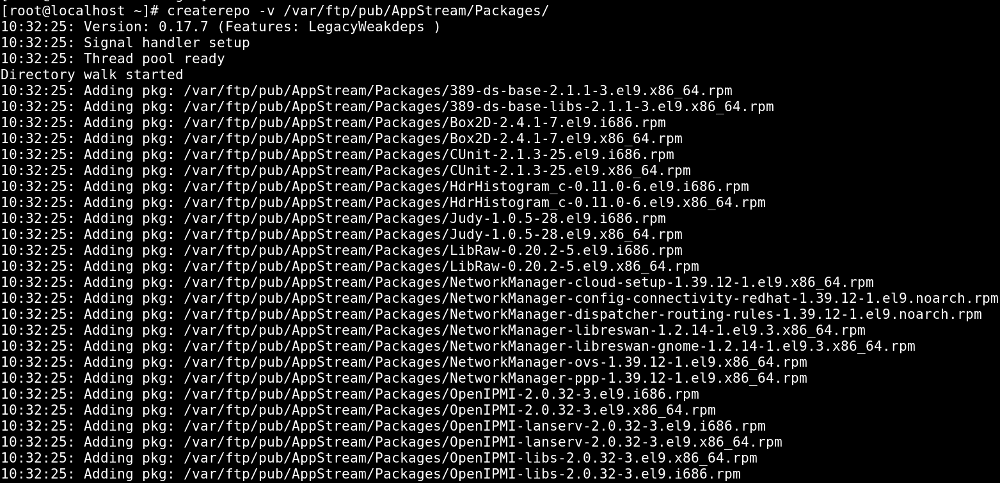 [root@localhost ~]# createrepo -v /var/ftp/pub/AppStream/Packages/
10:32:25: Version: 0.17.7 (Features: LegacyWeakdeps )
10:32:25: Signal handler setup
10:32:25: Thread pool ready
Directory walk started
10:32:25: Adding pkg: /var/ftp/pub/AppStream/Packages/389-ds-base-2.1.1-3.el9.x86_64.rpm
10:32:25: Adding pkg: /var/ftp/pub/AppStream/Packages/389-ds-base-libs-2.1.1-3.el9.x86_64.rpm
10:32:25: Adding pkg: /var/ftp/pub/AppStream/Packages/Box2D-2.4.1-7.el9.i686.rpm
10:32:25: Adding pkg: /var/ftp/pub/AppStream/Packages/Box2D-2.4.1-7.el9.x86_64.rpm
10:32:25: Adding pkg: /var/ftp/pub/AppStream/Packages/CUnit-2.1.3-25.el9.i686.rpm
10:32:25: Adding pkg: /var/ftp/pub/AppStream/Packages/CUnit-2.1.3-25.el9.x86_64.rpm
10:32:25: Adding pkg: /var/ftp/pub/AppStream/Packages/HdrHistogram_c-0.11.0-6.el9.i686.rpm
10:32:25: Adding pkg: /var/ftp/pub/AppStream/Packages/HdrHistogram_c-0.11.0-6.el9.x86_64.rpm
10:32:25: Adding pkg: /var/ftp/pub/AppStream/Packages/Judy-1.0.5-28.el9.i686.rpm
10:32:25: Adding pkg: /var/ftp/pub/AppStream/Packages/Judy-1.0.5-28.el9.x86_64.rpm
10:32:25: Adding pkg: /var/ftp/pub/AppStream/Packages/LibRaw-0.20.2-5.el9.i686.rpm
10:32:25: Adding pkg: /var/ftp/pub/AppStream/Packages/LibRaw-0.20.2-5.el9.x86_64.rpm
10:32:25: Adding pkg: /var/ftp/pub/AppStream/Packages/NetworkManager-cloud-setup-1.39.12-1.el9.x86_64.rpm
10:32:25: Adding pkg: /var/ftp/pub/AppStream/Packages/NetworkManager-config-connectivity-redhat-1.39.12-1.el9.noarch.rpm
10:32:25: Adding pkg: /var/ftp/pub/AppStream/Packages/NetworkManager-dispatcher-routing-rules-1.39.12-1.el9.noarch.rpm
10:32:25: Adding pkg: /var/ftp/pub/AppStream/Packages/NetworkManager-libreswan-1.2.14-1.el9.3.x86_64.rpm
10:32:25: Adding pkg: /var/ftp/pub/AppStream/Packages/NetworkManager-libreswan-gnome-1.2.14-1.el9.3.x86_64.rpm
10:32:25: Adding pkg: /var/ftp/pub/AppStream/Packages/NetworkManager-ovs-1.39.12-1.el9.x86_64.rpm
10:32:25: Adding pkg: /var/ftp/pub/AppStream/Packages/NetworkManager-ppp-1.39.12-1.el9.x86_64.rpm
10:32:25: Adding pkg: /var/ftp/pub/AppStream/Packages/OpenIPMI-2.0.32-3.el9.i686.rpm
10:32:25: Adding pkg: /var/ftp/pub/AppStream/Packages/OpenIPMI-2.0.32-3.el9.x86_64.rpm
10:32:25: Adding pkg: /var/ftp/pub/AppStream/Packages/OpenIPMI-lanserv-2.0.32-3.el9.i686.rpm
10:32:25: Adding pkg: /var/ftp/pub/AppStream/Packages/OpenIPMI-lanserv-2.0.32-3.el9.x86_64.rpm
10:32:25: Adding pkg: /var/ftp/pub/AppStream/Packages/OpenIPMI-libs-2.0.32-3.el9.x86_64.rpm
10:32:25: Adding pkg: /var/ftp/pub/AppStream/Packages/OpenIPMI-libs-2.0.32-3.el9.i686.rpm